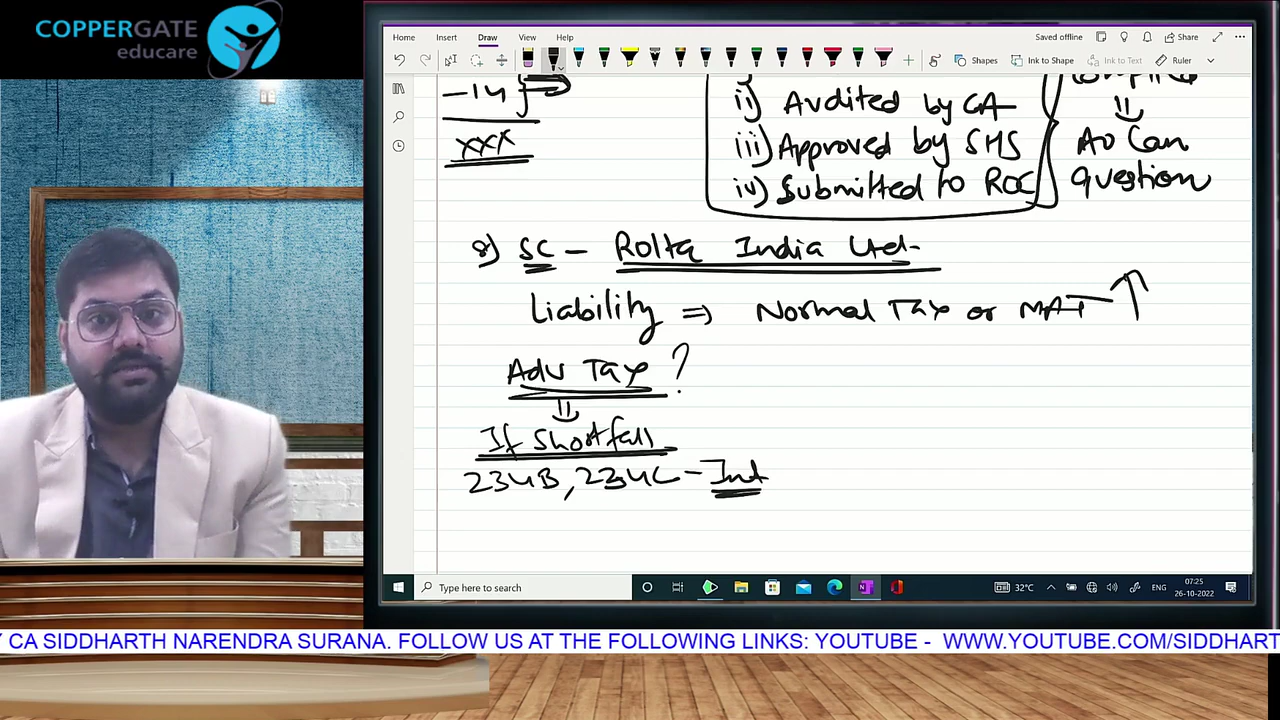 COPPERGATE
educare
Home Insert Draw View Help
Saved offline
Share
Shapes
Ink to Shape
Ink to Text
Ruler
-14
XXX
ii) Audited by CA
iii) Approved by SHS
iv) Submitted to ROC
AO Can
question
8) SC - Rolta India Ltd.
Liability ⇒ Normal Tax or MAT ↑
Adv Tax ?
If Shortfall
234B, 234C - Int
Type here to search
32°C
ENG
07:25
26-10-2022
Y CA SIDDHARTH NARENDRA SURANA. FOLLOW US AT THE FOLLOWING LINKS: YOUTUBE - WWW.YOUTUBE.COM/SIDDHART